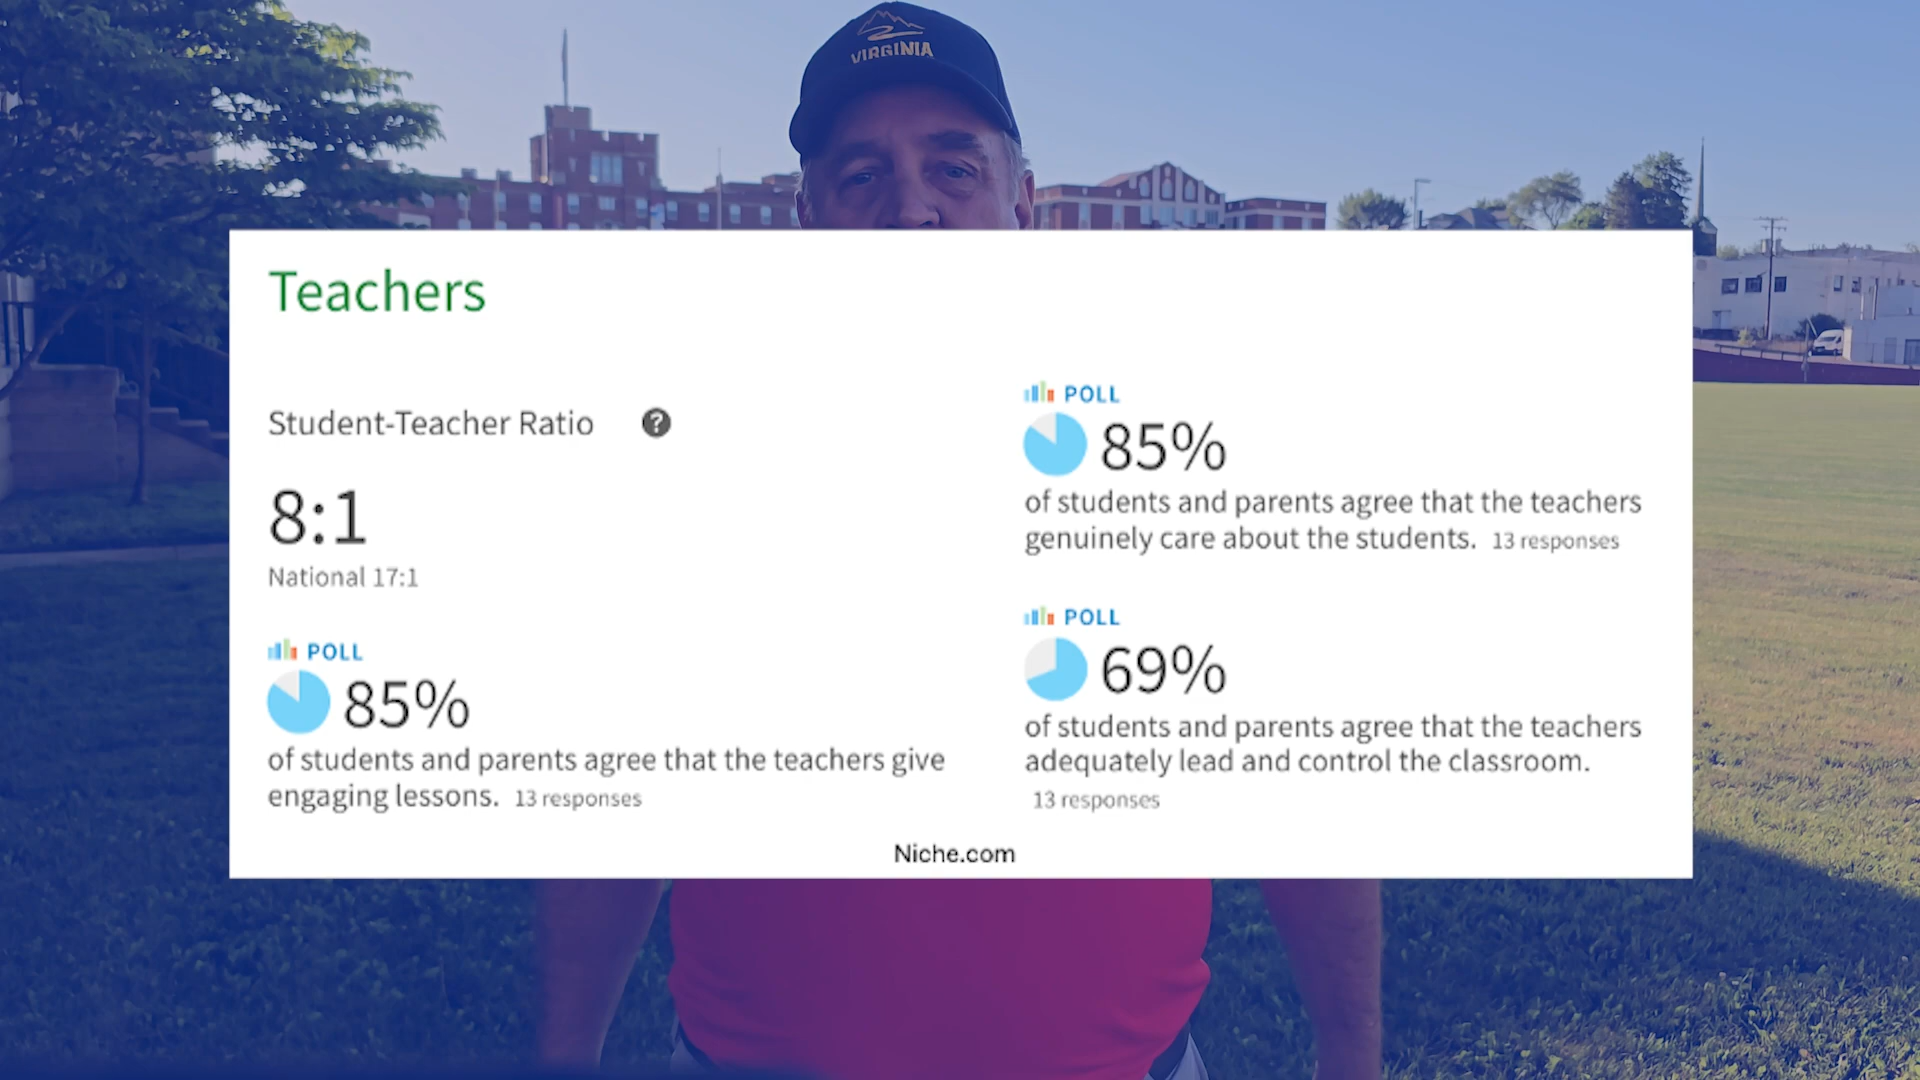 VIRGINIA
Teachers
Student-Teacher Ratio ?
8:1
National 17:1
POLL
85%
of students and parents agree that the teachers give
engaging lessons. 13 responses
POLL
85%
of students and parents agree that the teachers
genuinely care about the students. 13 responses
POLL
69%
of students and parents agree that the teachers
adequately lead and control the classroom.
13 responses
Niche.com